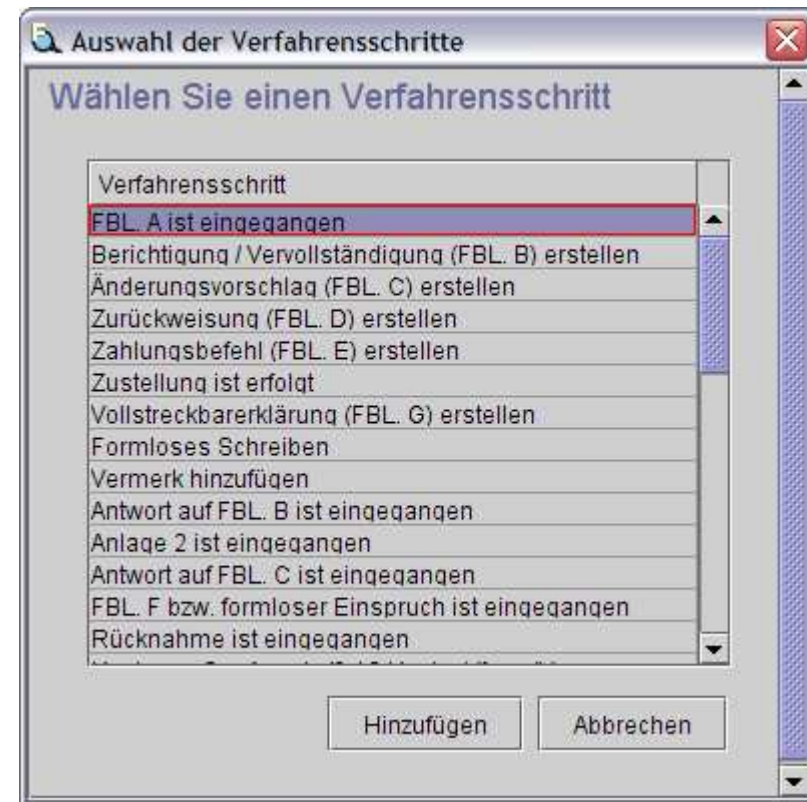 Auswahl der Verfahrensschritte
Wählen Sie einen Verfahrensschritt
Verfahrensschritt
FBL. A ist eingegangen
Berichtigung / Vervollständigung (FBL. B) erstellen
Änderungsvorschlag (FBL. C) erstellen
Zurückweisung (FBL. D) erstellen
Zahlungsbefehl (FBL. E) erstellen
Zustellung ist erfolgt
Vollstreckbarerklärung (FBL. G) erstellen
Formloses Schreiben
Vermerk hinzufügen
Antwort auf FBL. B ist eingegangen
Anlage 2 ist eingegangen
Antwort auf FBL. C ist eingegangen
FBL. F bzw. formloser Einspruch ist eingegangen
Rücknahme ist eingegangen
Hinzufügen Abbrechen